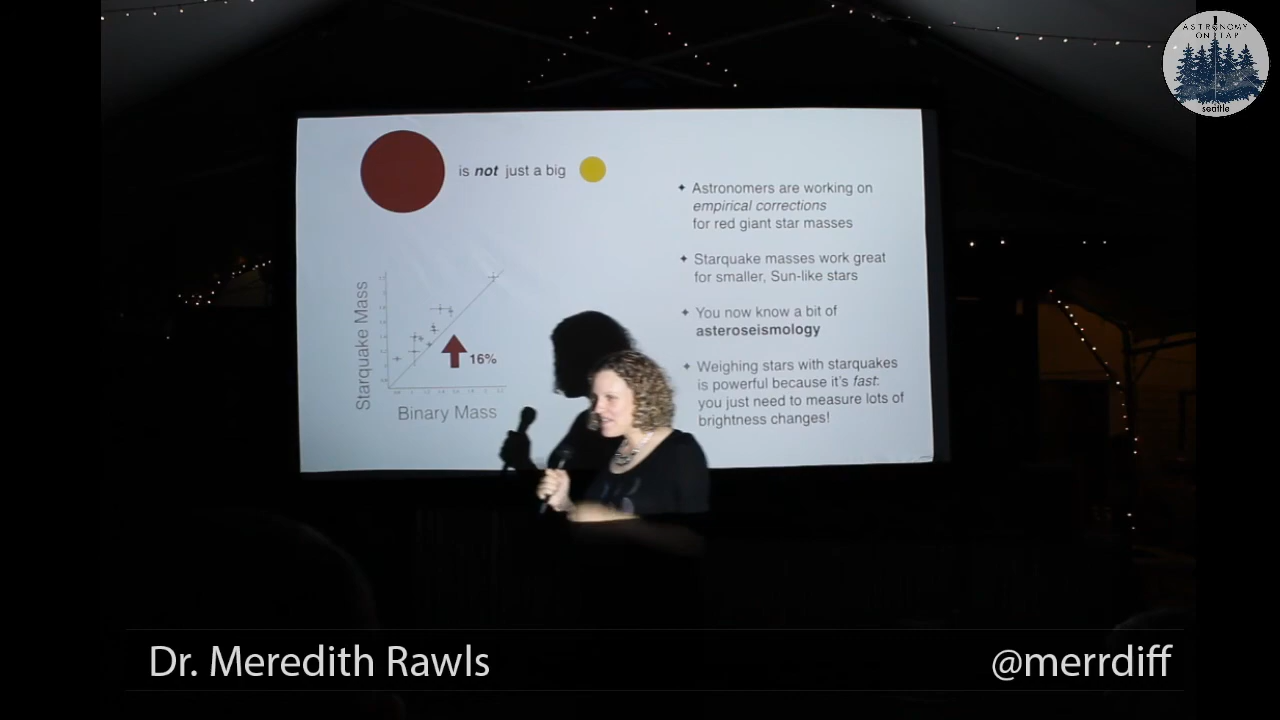 ASTRONOMY
ON TAP
seattle
is not just a big
✦ Astronomers are working on
empirical corrections
for red giant star masses
✦ Starquake masses work great
for smaller, Sun-like stars
✦ You now know a bit of
asteroseismology
✦ Weighing stars with starquakes
is powerful because it's fast:
you just need to measure lots of
brightness changes!
Starquake Mass
16%
Binary Mass
Dr. Meredith Rawls
@merrdiff